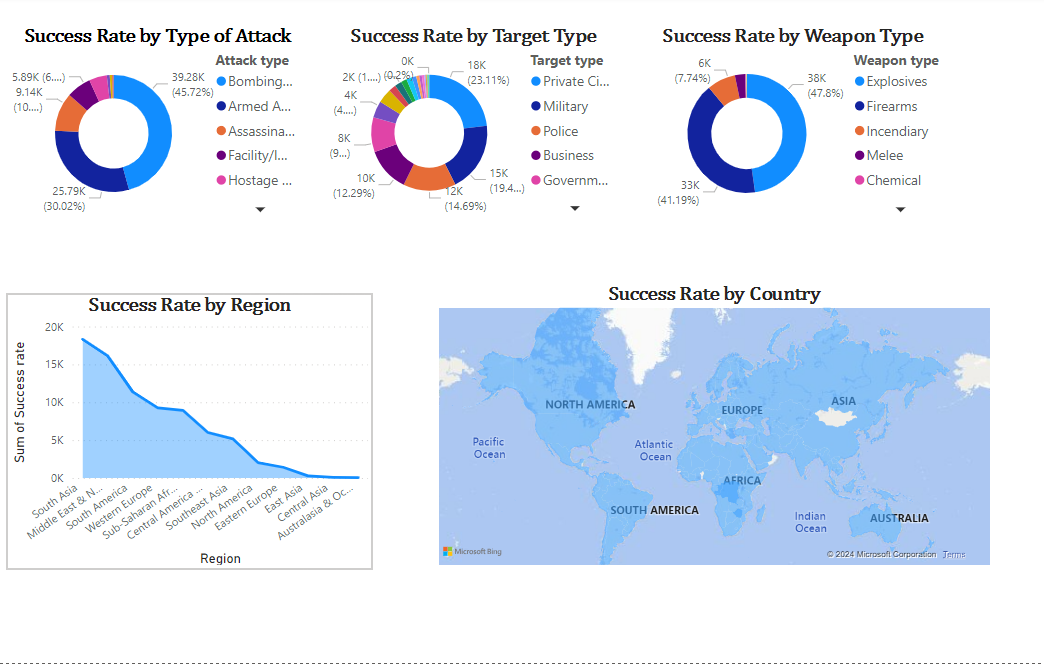 Success Rate by Type of Attack
Attack type
5.89K (6....)
9.14K
(10....)
39.28K
(45.72%)
25.79K
(30.02%)
Bombing...
Armed A...
Assassina...
Facility/I...
Hostage ...
Success Rate by Target Type
Target type
0K
(0.2%)
2K (1....)
4K
(4....)
8K
(9...)
10K
(12.29%)
12K
(14.69%)
15K
(19.4...)
18K
(23.11%)
Private Ci...
Military
Police
Business
Governm...
Success Rate by Weapon Type
Weapon type
6K
(7.74%)
38K
(47.8%)
33K
(41.19%)
Explosives
Firearms
Incendiary
Melee
Chemical
Success Rate by Region
Sum of Success rate
20K
15K
10K
5K
0K
South Asia
Middle East & N...
South America
Western Europe
Sub-Saharan Afr...
Central America ...
Southeast Asia
North America
Eastern Europe
East Asia
Central Asia
Australasia & Oc...
Region
Success Rate by Country
NORTH AMERICA
EUROPE
ASIA
Pacific
Ocean
Atlantic
Ocean
AFRICA
SOUTH AMERICA
Indian
Ocean
AUSTRALIA
Microsoft Bing
© 2024 Microsoft Corporation Terms